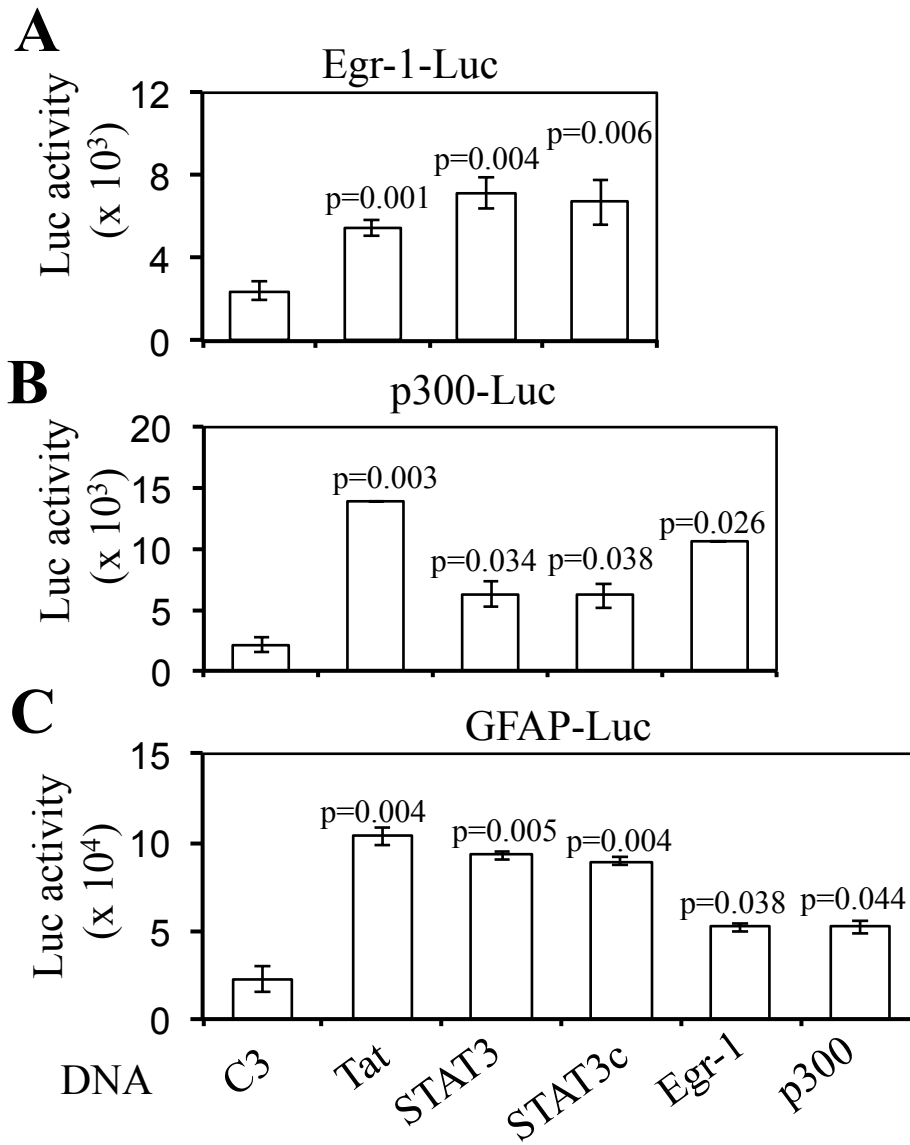 A
Egr-1-Luc
Luc activity
(x 10³)
12
8
4
0
p=0.001
p=0.004
p=0.006
B
p300-Luc
Luc activity
(x 10³)
20
15
10
5
0
p=0.003
p=0.034
p=0.038
p=0.026
C
GFAP-Luc
Luc activity
(x 10⁴)
15
10
5
0
p=0.004
p=0.005
p=0.004
p=0.038
p=0.044
DNA
C3
Tat
STAT3
STAT3c
Egr-1
p300